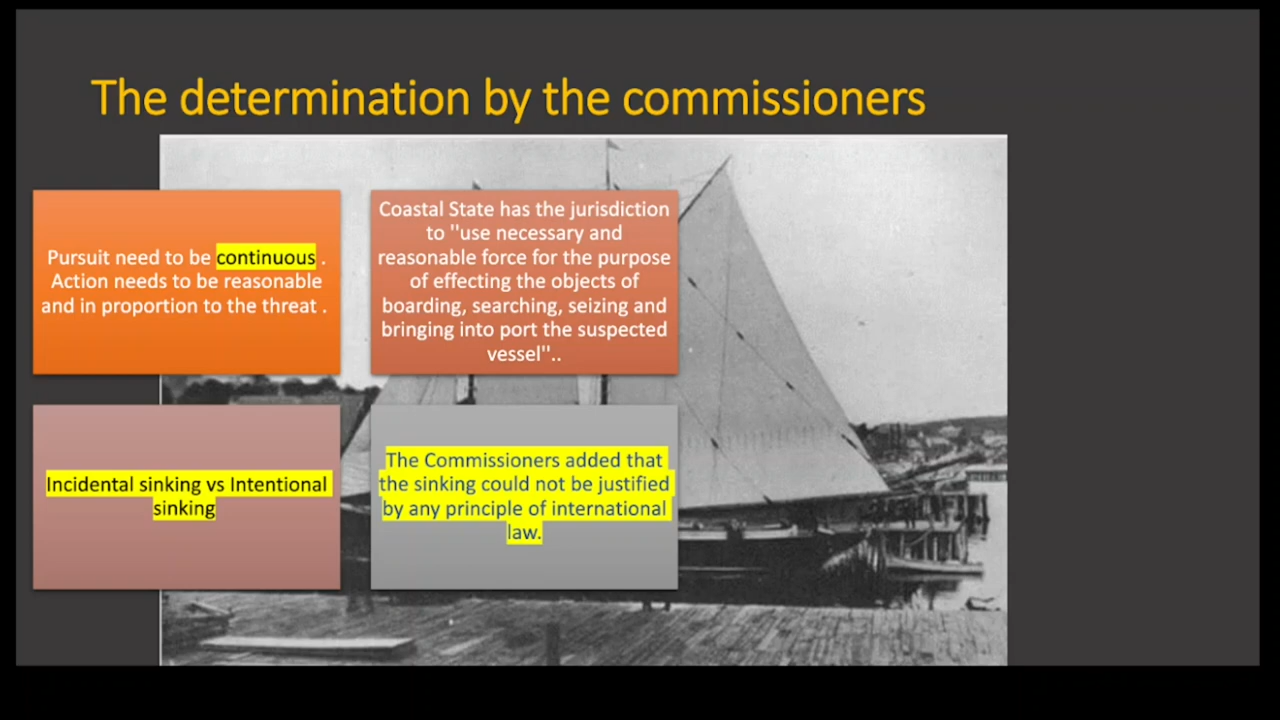 The determination by the commissioners
Pursuit need to be continuous .
Action needs to be reasonable
and in proportion to the threat .
Coastal State has the jurisdiction
to "use necessary and
reasonable force for the purpose
of effecting the objects of
boarding, searching, seizing and
bringing into port the suspected
vessel"..
Incidental sinking vs Intentional
sinking
The Commissioners added that
the sinking could not be justified
by any principle of international
law.